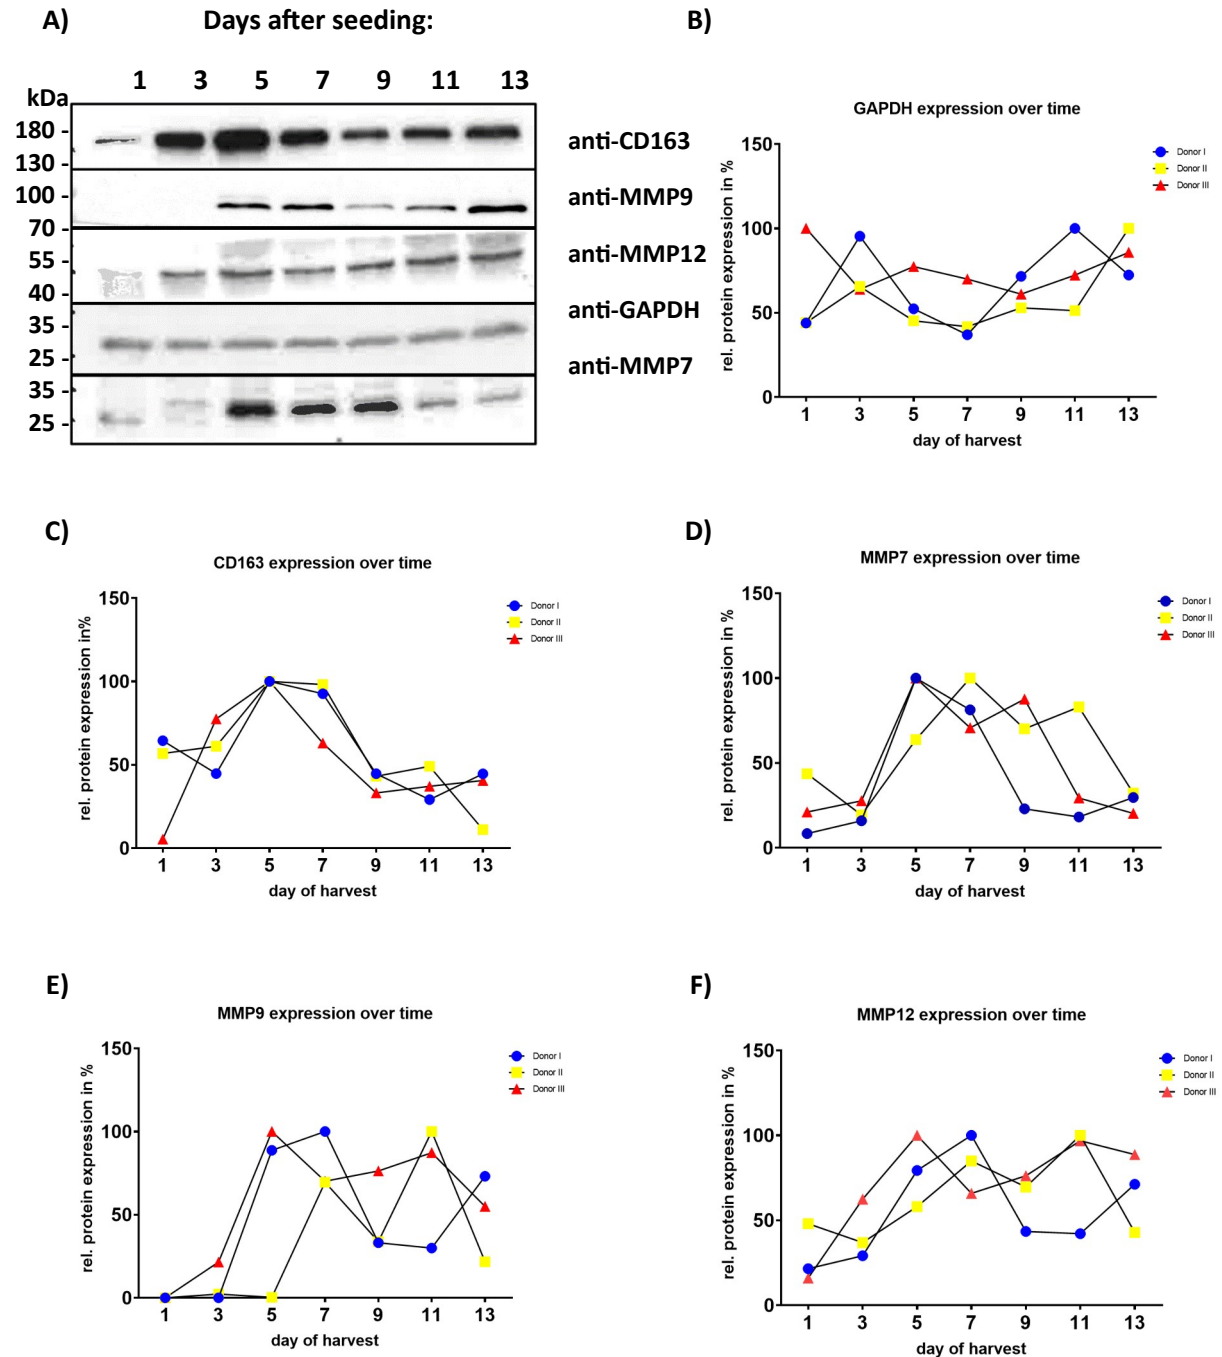 A) Days after seeding:
1 3 5 7 9 11 13
kDa
180 -
130 -
anti-CD163
100 -
70 -
anti-MMP9
55 -
40 -
anti-MMP12
35 -
25 -
anti-GAPDH
35 -
25 -
anti-MMP7
B)
GAPDH expression over time
rel. protein expression in %
150
100
50
0
1 3 5 7 9 11 13
day of harvest
Donor I
Donor II
Donor III
C)
CD163 expression over time
rel. protein expression in%
150
100
50
0
1 3 5 7 9 11 13
day of harvest
Donor I
Donor II
Donor III
D)
MMP7 expression over time
rel. protein expression in %
150
100
50
0
1 3 5 7 9 11 13
day of harvest
Donor I
Donor II
Donor III
E)
MMP9 expression over time
rel. protein expression in %
150
100
50
0
1 3 5 7 9 11 13
day of harvest
Donor I
Donor II
Donor III
F)
MMP12 expression over time
rel. protein expression in %
150
100
50
0
1 3 5 7 9 11 13
day of harvest
Donor I
Donor II
Donor III